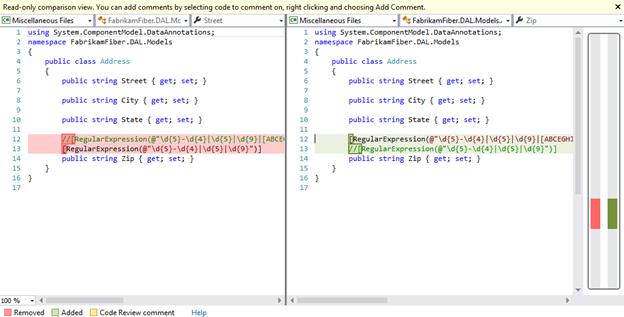 Read-only comparison view. You can add comments by selecting code to comment on, right clicking and choosing Add Comment.
Miscellaneous Files
FabrikamFiber.DAL.Mc
Street
1 using System.ComponentModel.DataAnnotations;
2 namespace FabrikamFiber.DAL.Models
3 {
4 public class Address
5 {
6 public string Street { get; set; }
7
8 public string City { get; set; }
9
10 public string State { get; set; }
11
12 //[RegularExpression(@"\d{5}-\d{4}|\d{5}|\d{9}|[ABCEGH
13 [RegularExpression(@"\d{5}-\d{4}|\d{5}|\d{9}")]
14 public string Zip { get; set; }
15 }
16 }
17
100 %
Miscellaneous Files
FabrikamFiber.DAL.Models.
Zip
1 using System.ComponentModel.DataAnnotations;
2 namespace FabrikamFiber.DAL.Models
3 {
4 public class Address
5 {
6 public string Street { get; set; }
7
8 public string City { get; set; }
9
10 public string State { get; set; }
11
12 [RegularExpression(@"\d{5}-\d{4}|\d{5}|\d{9}|[ABCEGHI
13 //[RegularExpression(@"\d{5}-\d{4}|\d{5}|\d{9}")]
14 public string Zip { get; set; }
15 }
16 }
17
Removed
Added
Code Review comment
Help